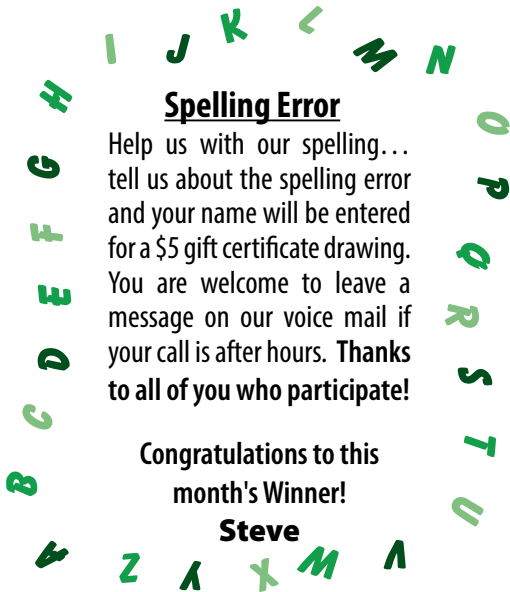 A
B
C
D
E
F
G
H
I
J
K
L
M
N
O
P
Q
R
S
T
U
V
W
X
Y
Z
Spelling Error
Help us with our spelling...
tell us about the spelling error
and your name will be entered
for a $5 gift certificate drawing.
You are welcome to leave a
message on our voice mail if
your call is after hours. Thanks
to all of you who participate!
Congratulations to this
month's Winner!
Steve